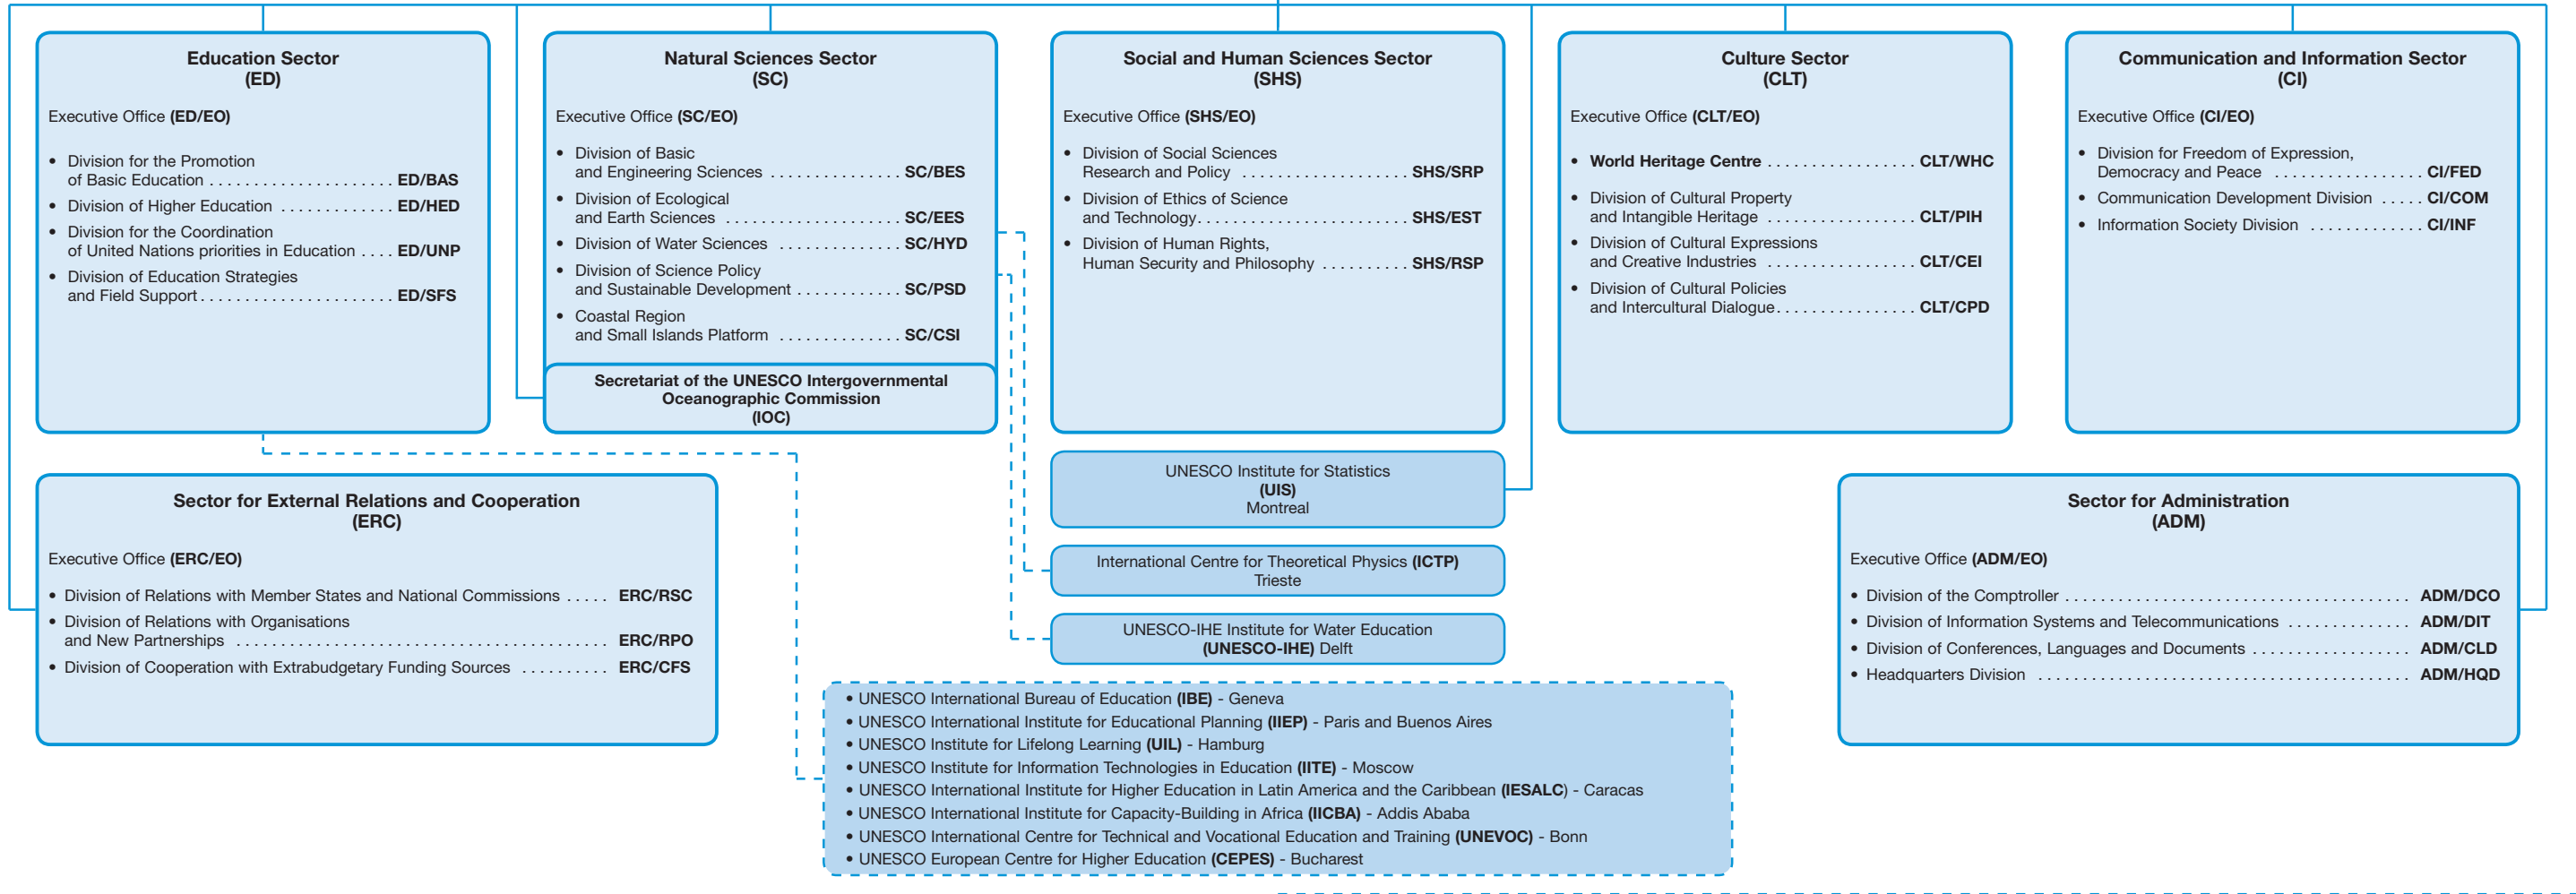 Education Sector
(ED)
Executive Office (ED/EO)
• Division for the Promotion
of Basic Education . . . . . . . . . . . . . . . . . . . . . . ED/BAS
• Division of Higher Education . . . . . . . . . . . . . ED/HED
• Division for the Coordination
of United Nations priorities in Education . . . . ED/UNP
• Division of Education Strategies
and Field Support . . . . . . . . . . . . . . . . . . . . . . . ED/SFS
Natural Sciences Sector
(SC)
Executive Office (SC/EO)
• Division of Basic
and Engineering Sciences . . . . . . . . . . . . . . . SC/BES
• Division of Ecological
and Earth Sciences . . . . . . . . . . . . . . . . . . . . SC/EES
• Division of Water Sciences . . . . . . . . . . . . . . SC/HYD
• Division of Science Policy
and Sustainable Development . . . . . . . . . . . . SC/PSD
• Coastal Region
and Small Islands Platform . . . . . . . . . . . . . . SC/CSI
Secretariat of the UNESCO Intergovernmental
Oceanographic Commission
(IOC)
Social and Human Sciences Sector
(SHS)
Executive Office (SHS/EO)
• Division of Social Sciences
Research and Policy . . . . . . . . . . . . . . . . . . . SHS/SRP
• Division of Ethics of Science
and Technology . . . . . . . . . . . . . . . . . . . . . . . . SHS/EST
• Division of Human Rights,
Human Security and Philosophy . . . . . . . . . . SHS/RSP
Culture Sector
(CLT)
Executive Office (CLT/EO)
• World Heritage Centre . . . . . . . . . . . . . . . . . CLT/WHC
• Division of Cultural Property
and Intangible Heritage . . . . . . . . . . . . . . . . . CLT/PIH
• Division of Cultural Expressions
and Creative Industries . . . . . . . . . . . . . . . . . CLT/CEI
• Division of Cultural Policies
and Intercultural Dialogue . . . . . . . . . . . . . . . . CLT/CPD
Communication and Information Sector
(CI)
Executive Office (CI/EO)
• Division for Freedom of Expression,
Democracy and Peace . . . . . . . . . . . . . . . . . CI/FED
• Communication Development Division . . . . . CI/COM
• Information Society Division . . . . . . . . . . . . . CI/INF
Sector for External Relations and Cooperation
(ERC)
Executive Office (ERC/EO)
• Division of Relations with Member States and National Commissions . . . . . ERC/RSC
• Division of Relations with Organisations
and New Partnerships . . . . . . . . . . . . . . . . . . . . . . . . . . . . . . . . . . . . . . . . . . . ERC/RPO
• Division of Cooperation with Extrabudgetary Funding Sources . . . . . . . . . . ERC/CFS
UNESCO Institute for Statistics
(UIS)
Montreal
International Centre for Theoretical Physics (ICTP)
Trieste
UNESCO-IHE Institute for Water Education
(UNESCO-IHE) Delft
Sector for Administration
(ADM)
Executive Office (ADM/EO)
• Division of the Comptroller . . . . . . . . . . . . . . . . . . . . . . . . . . . . . . . . . . . . . . . ADM/DCO
• Division of Information Systems and Telecommunications . . . . . . . . . . . . . . ADM/DIT
• Division of Conferences, Languages and Documents . . . . . . . . . . . . . . . . . . ADM/CLD
• Headquarters Division . . . . . . . . . . . . . . . . . . . . . . . . . . . . . . . . . . . . . . . . . . ADM/HQD
• UNESCO International Bureau of Education (IBE) - Geneva
• UNESCO International Institute for Educational Planning (IIEP) - Paris and Buenos Aires
• UNESCO Institute for Lifelong Learning (UIL) - Hamburg
• UNESCO Institute for Information Technologies in Education (IITE) - Moscow
• UNESCO International Institute for Higher Education in Latin America and the Caribbean (IESALC) - Caracas
• UNESCO International Institute for Capacity-Building in Africa (IICBA) - Addis Ababa
• UNESCO International Centre for Technical and Vocational Education and Training (UNEVOC) - Bonn
• UNESCO European Centre for Higher Education (CEPES) - Bucharest